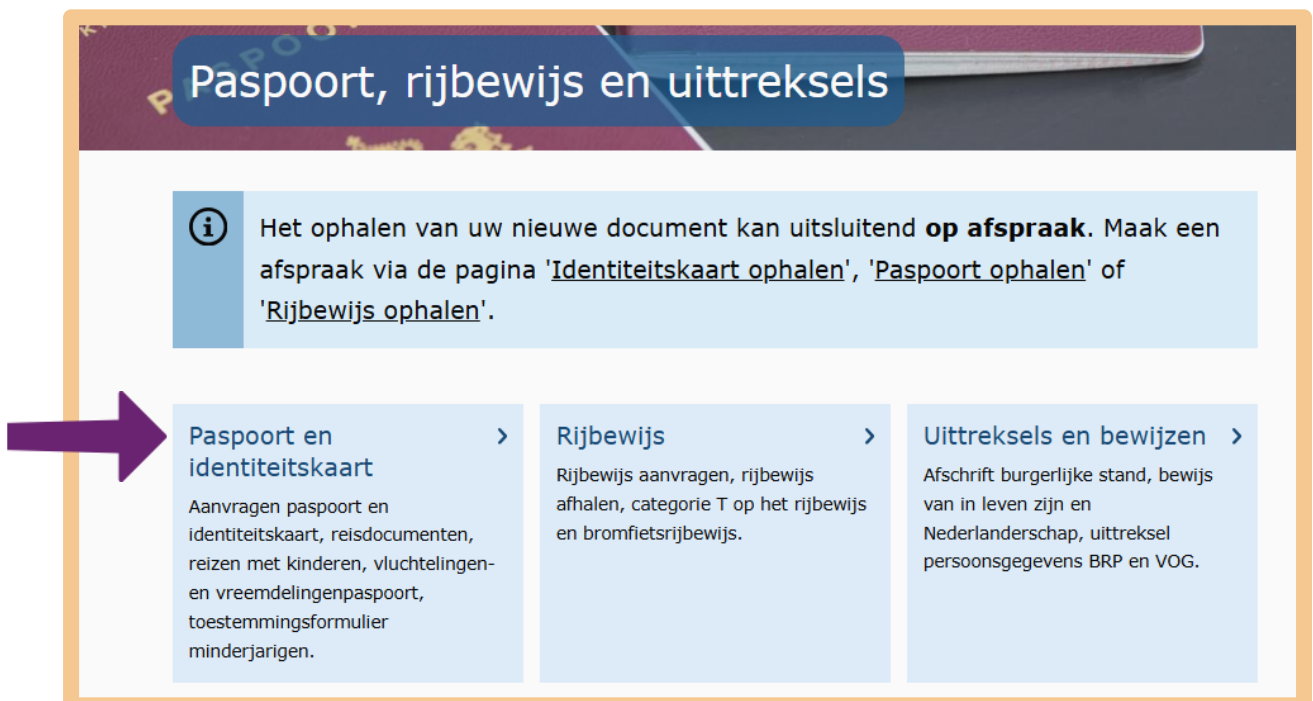 Paspoort, rijbewijs en uittreksels
Het ophalen van uw nieuwe document kan uitsluitend op afspraak. Maak een
afspraak via de pagina 'Identiteitskaart ophalen', 'Paspoort ophalen' of
'Rijbewijs ophalen'.
Paspoort en
identiteitskaart
Aanvragen paspoort en
identiteitskaart, reisdocumenten,
reizen met kinderen, vluchtelingen-
en vreemdelingenpaspoort,
toestemmingsformulier
minderjarigen.
Rijbewijs
Rijbewijs aanvragen, rijbewijs
afhalen, categorie T op het rijbewijs
en bromfietsrijbewijs.
Uittreksels en bewijzen
Afschrift burgerlijke stand, bewijs
van in leven zijn en
Nederlanderschap, uittreksel
persoonsgegevens BRP en VOG.